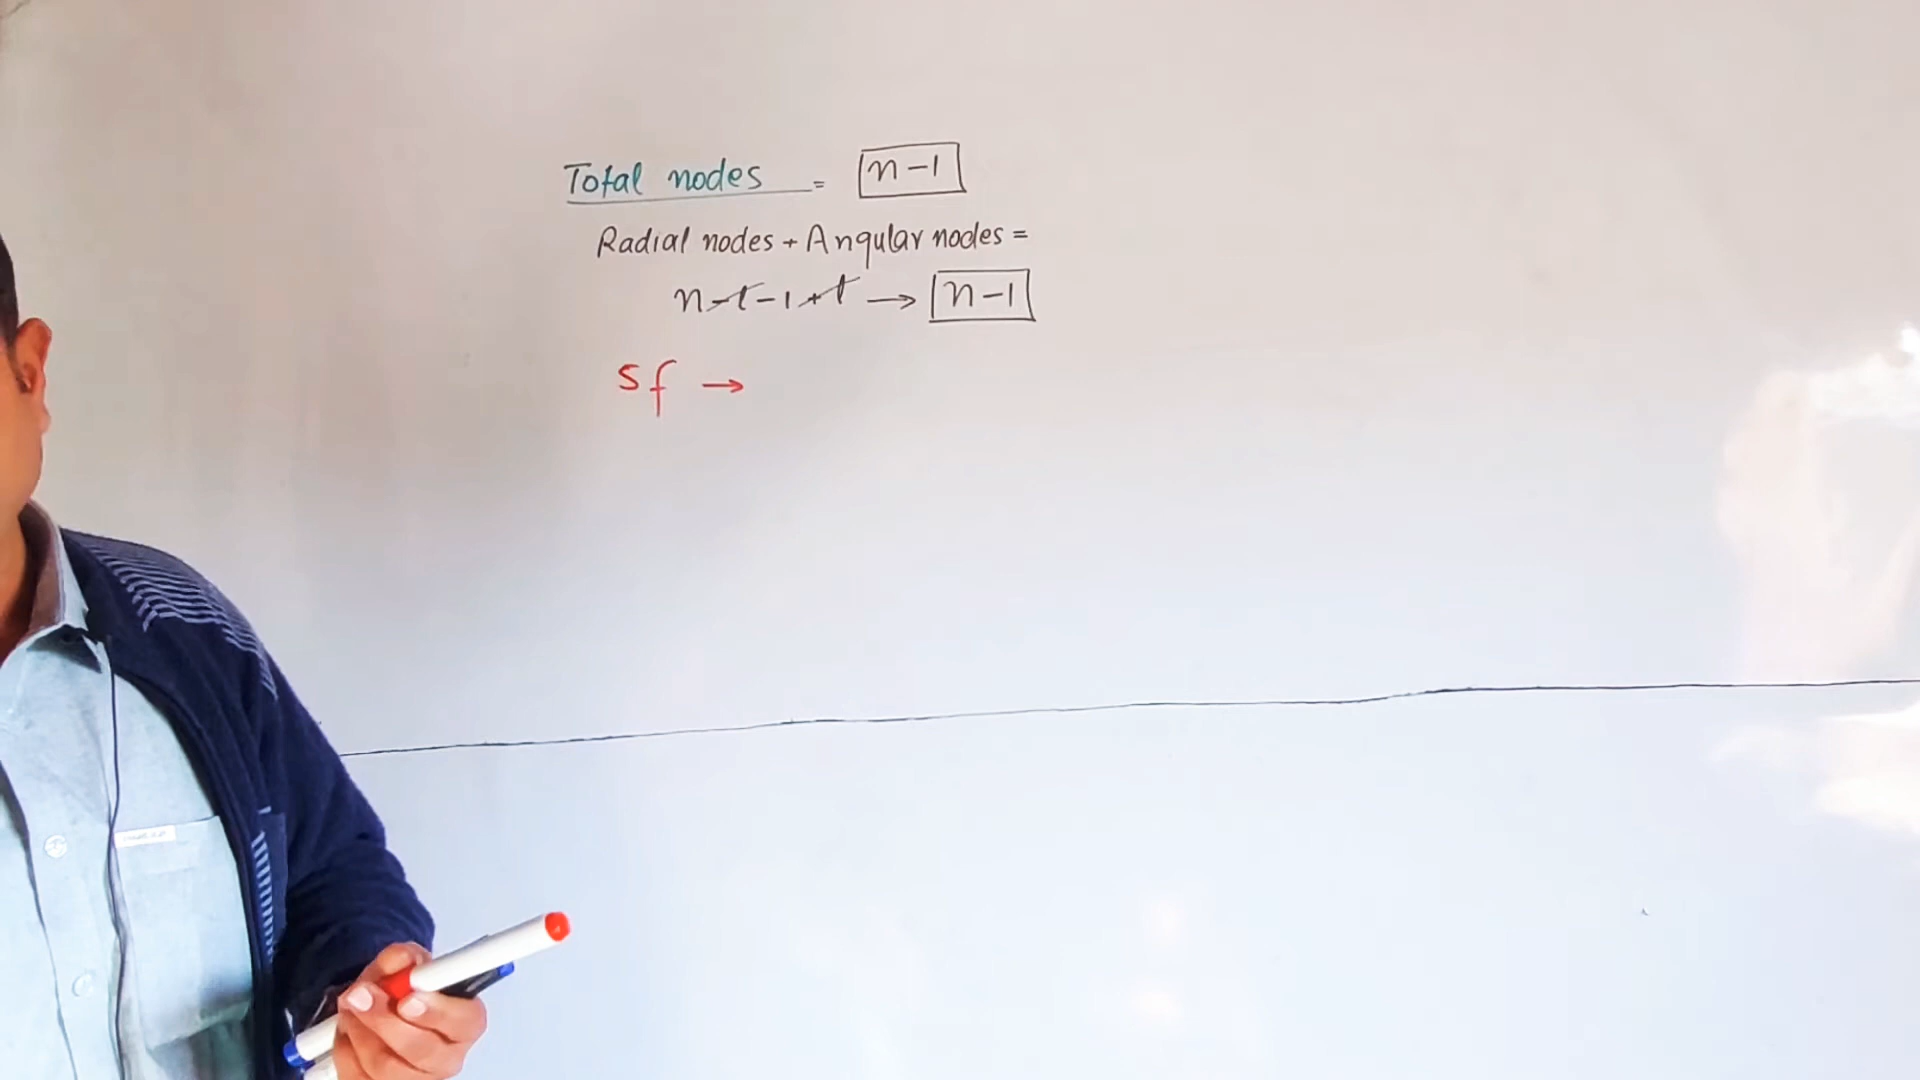 Total nodes = n-1
Radial nodes + Angular nodes =
n-l-1+l → n-1
5f →